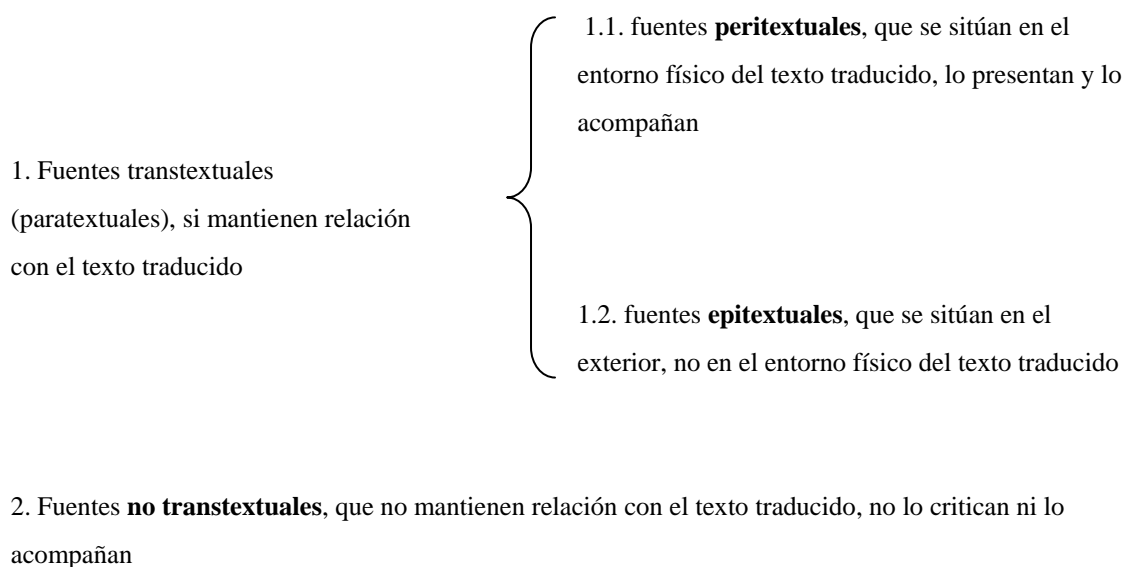 1.1. fuentes peritextuales, que se sitúan en el
entorno físico del texto traducido, lo presentan y lo
acompañan
1. Fuentes transtextuales
(paratextuales), si mantienen relación
con el texto traducido
1.2. fuentes epitextuales, que se sitúan en el
exterior, no en el entorno físico del texto traducido
2. Fuentes no transtextuales, que no mantienen relación con el texto traducido, no lo critican ni lo
acompañan